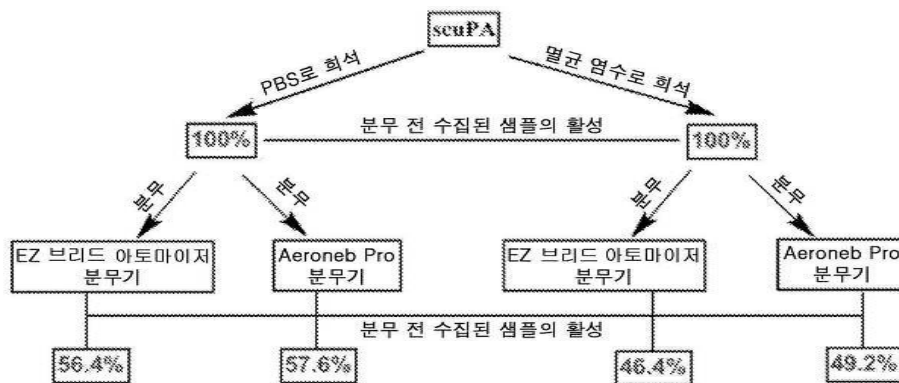 scuPA
PBS로 희석
멸균 염수로 희석
100%
분무 전 수집된 샘플의 활성
100%
분무
분무
분무
분무
EZ 브리드 아토마이저
분무기
Aeroneb Pro
분무기
EZ 브리드 아토마이저
분무기
Aeroneb Pro
분무기
분무 전 수집된 샘플의 활성
56.4%
57.6%
46.4%
49.2%